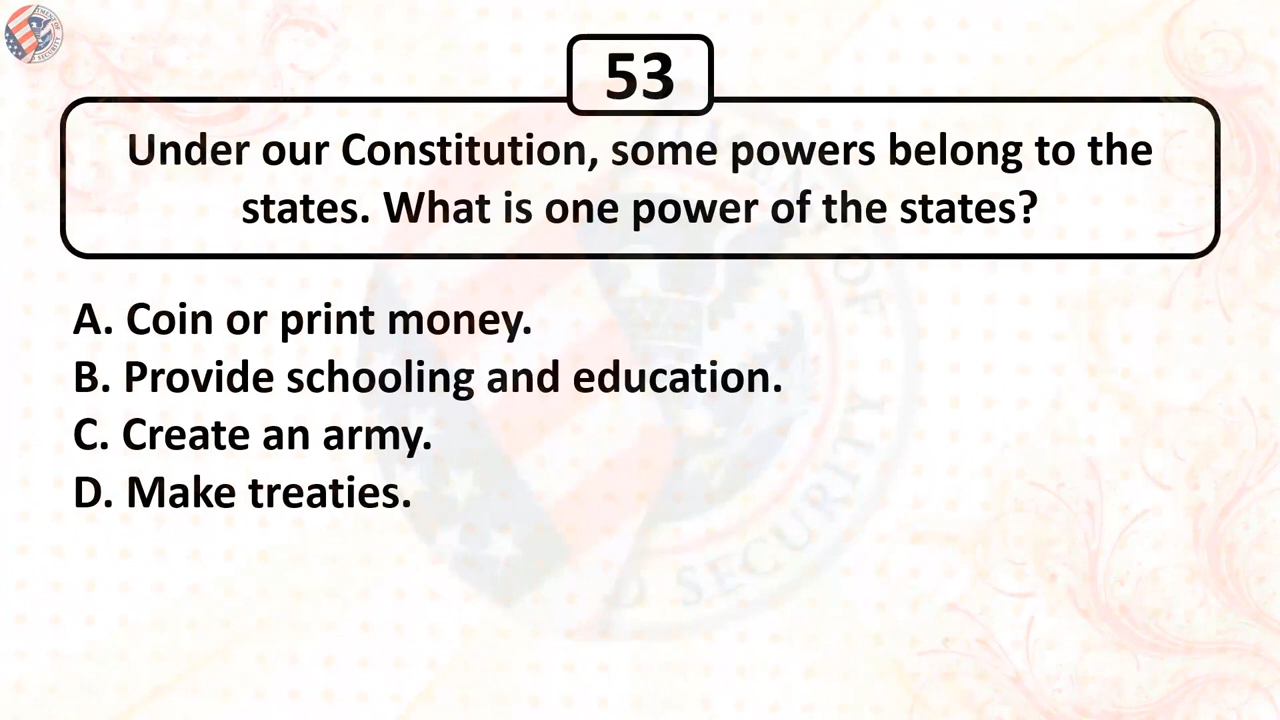 53
Under our Constitution, some powers belong to the
states. What is one power of the states?
A. Coin or print money.
B. Provide schooling and education.
C. Create an army.
D. Make treaties.